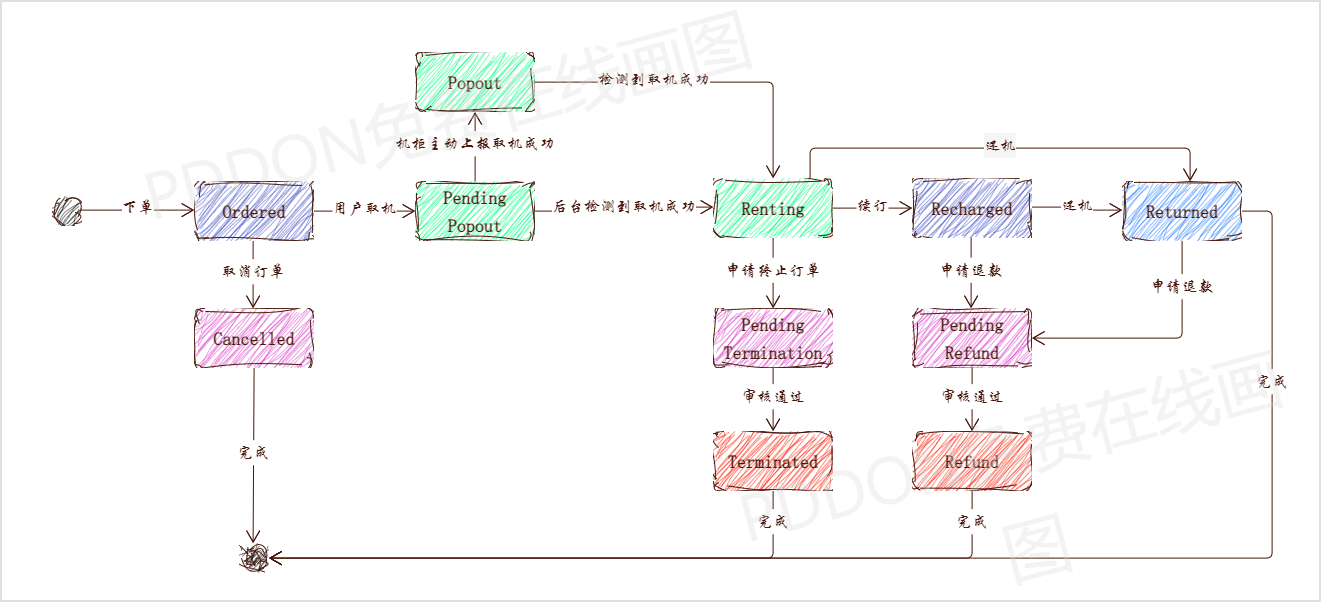 Popout
检测到取机成功
机柜主动上报取机成功
还机
下单
Ordered
用户取机
Pending
Popout
后台检测到取机成功
Renting
续订
Recharged
还机
Returned
取消订单
申请终止订单
申请退款
申请退款
Cancelled
Pending
Termination
Pending
Refund
完成
审核通过
审核通过
完成
Terminated
Refund
完成
完成
PDDON免费在线画图
PDDON免费在线画
图